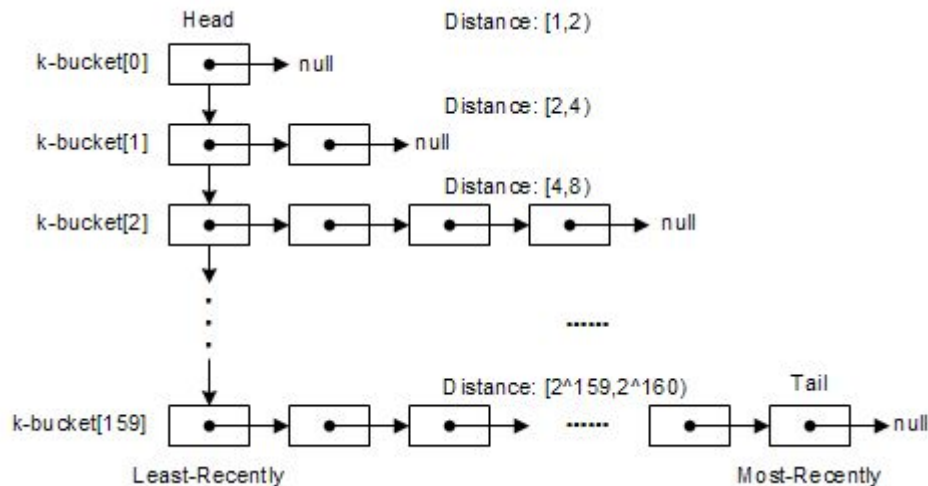 Head
Distance: [1,2)
k-bucket[0]
null
Distance: [2,4)
k-bucket[1]
null
Distance: [4,8)
k-bucket[2]
null
......
Distance: [2^159,2^160)
Tail
k-bucket[159]
......
null
Least-Recently
Most-Recently